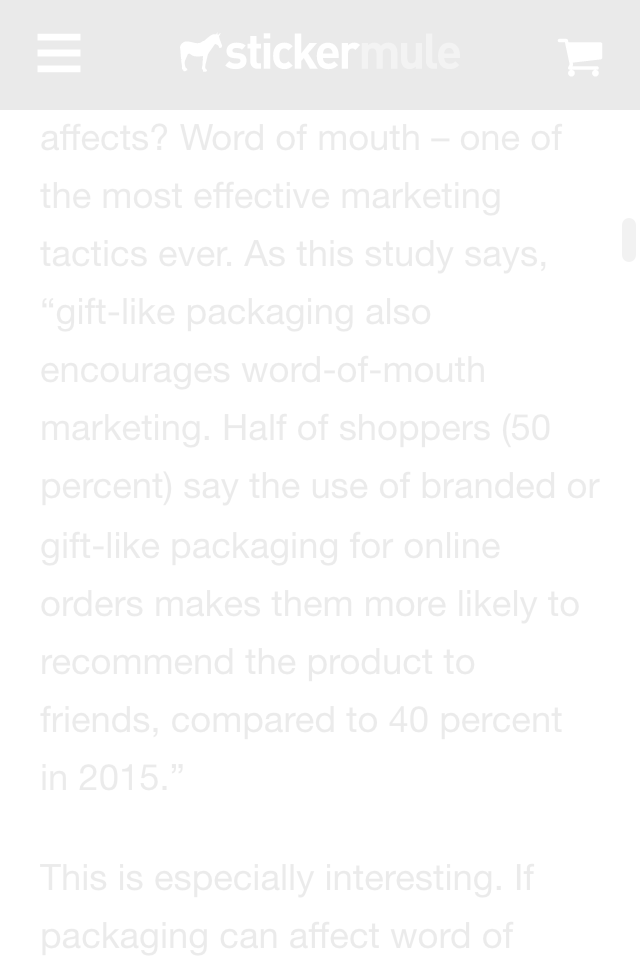 stickermule
affects? Word of mouth – one of
the most effective marketing
tactics ever. As this study says,
“gift-like packaging also
encourages word-of-mouth
marketing. Half of shoppers (50
percent) say the use of branded or
gift-like packaging for online
orders makes them more likely to
recommend the product to
friends, compared to 40 percent
in 2015.”
This is especially interesting. If
packaging can affect word of